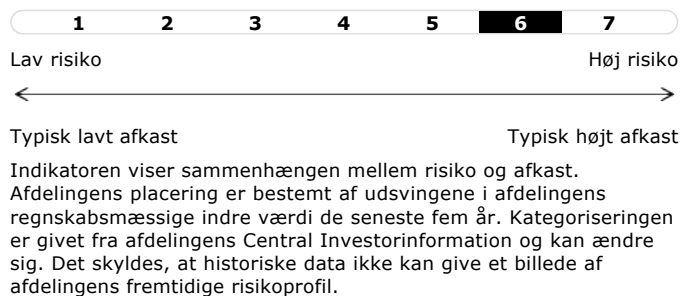 1 2 3 4 5 6 7
Lav risiko Høj risiko
Typisk lavt afkast Typisk højt afkast
Indikatoren viser sammenhængen mellem risiko og afkast.
Afdelingens placering er bestemt af udsvingene i afdelingens
regnskabsmæssige indre værdi de seneste fem år. Kategoriseringen
er givet fra afdelingens Central Investorinformation og kan ændre
sig. Det skyldes, at historiske data ikke kan give et billede af
afdelingens fremtidige risikoprofil.